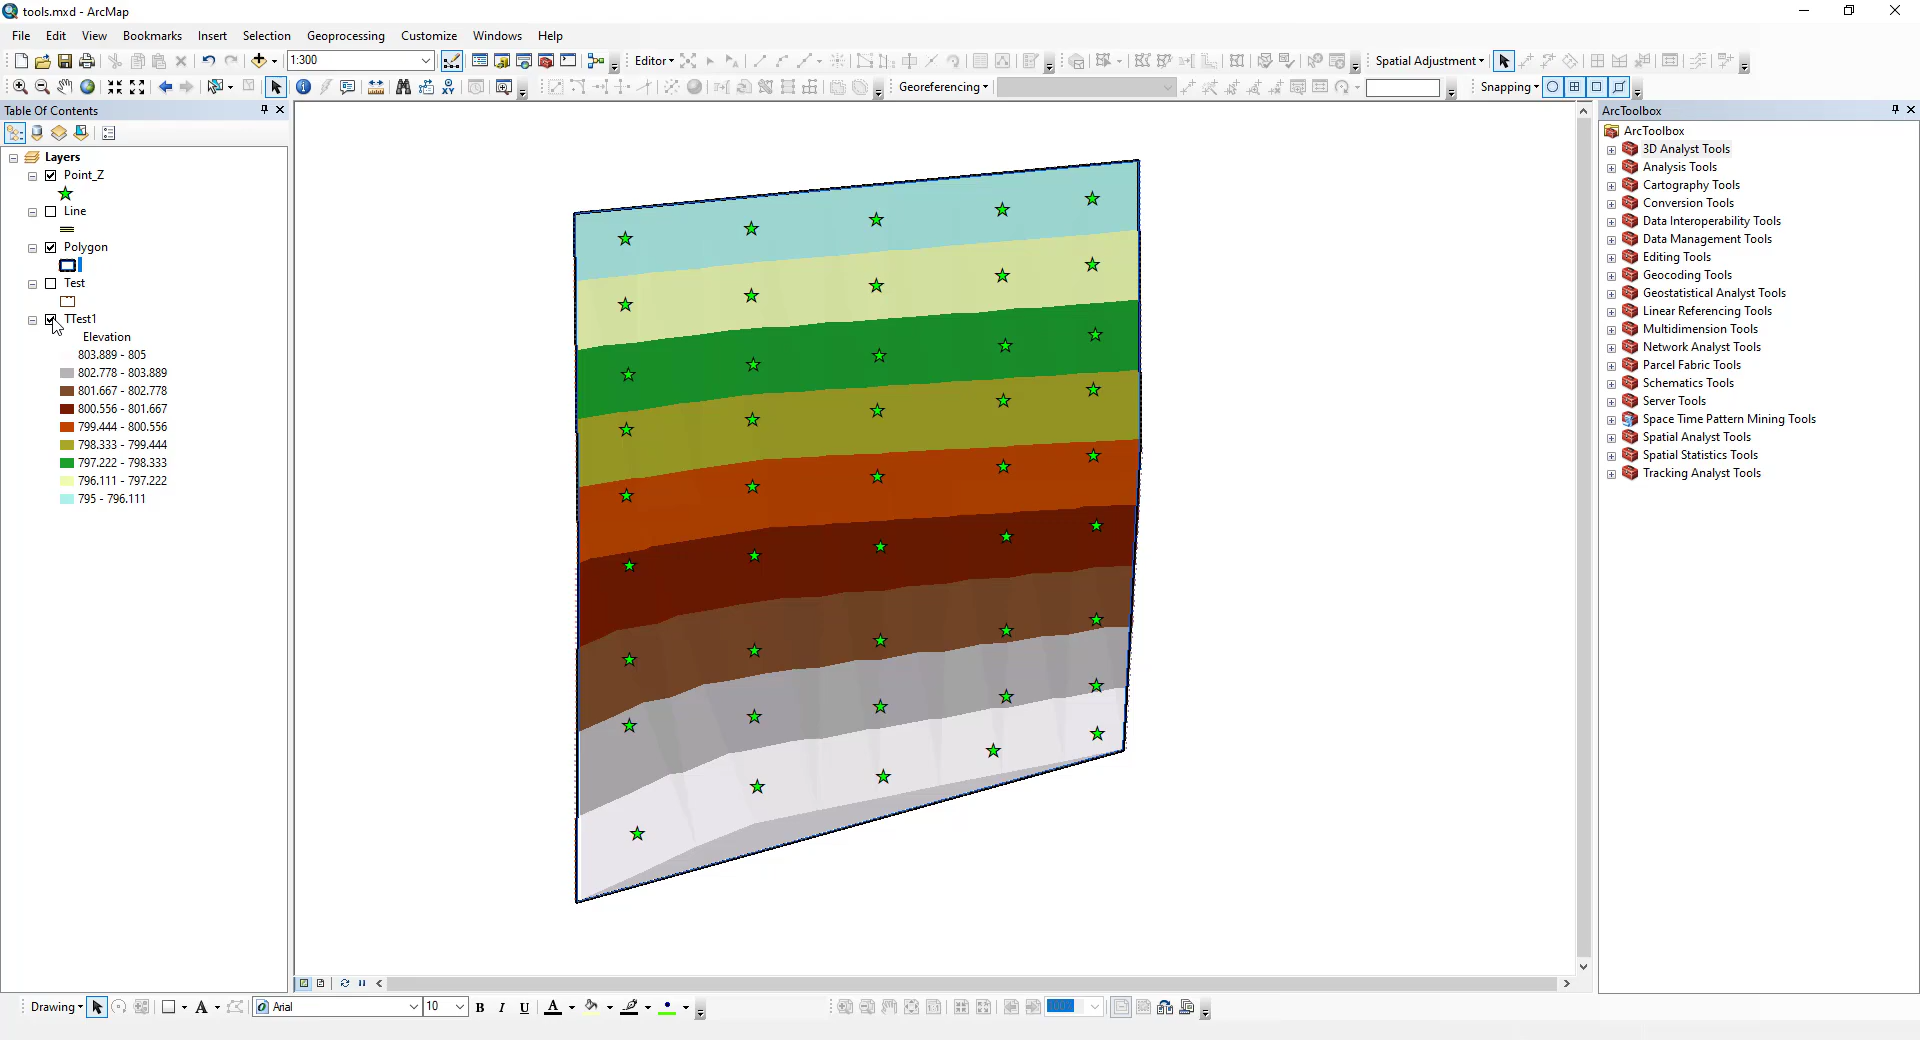 tools.mxd - ArcMap
File Edit View Bookmarks Insert Selection Geoprocessing Customize Windows Help
1:300 Editor Spatial Adjustment
Georeferencing Snapping
Table Of Contents
Layers
Point_Z
Line
Polygon
Test
TTest1
Elevation
803.889 - 805
802.778 - 803.889
801.667 - 802.778
800.556 - 801.667
799.444 - 800.556
798.333 - 799.444
797.222 - 798.333
796.111 - 797.222
795 - 796.111
ArcToolbox
ArcToolbox
3D Analyst Tools
Analysis Tools
Cartography Tools
Conversion Tools
Data Interoperability Tools
Data Management Tools
Editing Tools
Geocoding Tools
Geostatistical Analyst Tools
Linear Referencing Tools
Multidimension Tools
Network Analyst Tools
Parcel Fabric Tools
Schematics Tools
Server Tools
Space Time Pattern Mining Tools
Spatial Analyst Tools
Spatial Statistics Tools
Tracking Analyst Tools
Drawing A Arial 10 B I U A